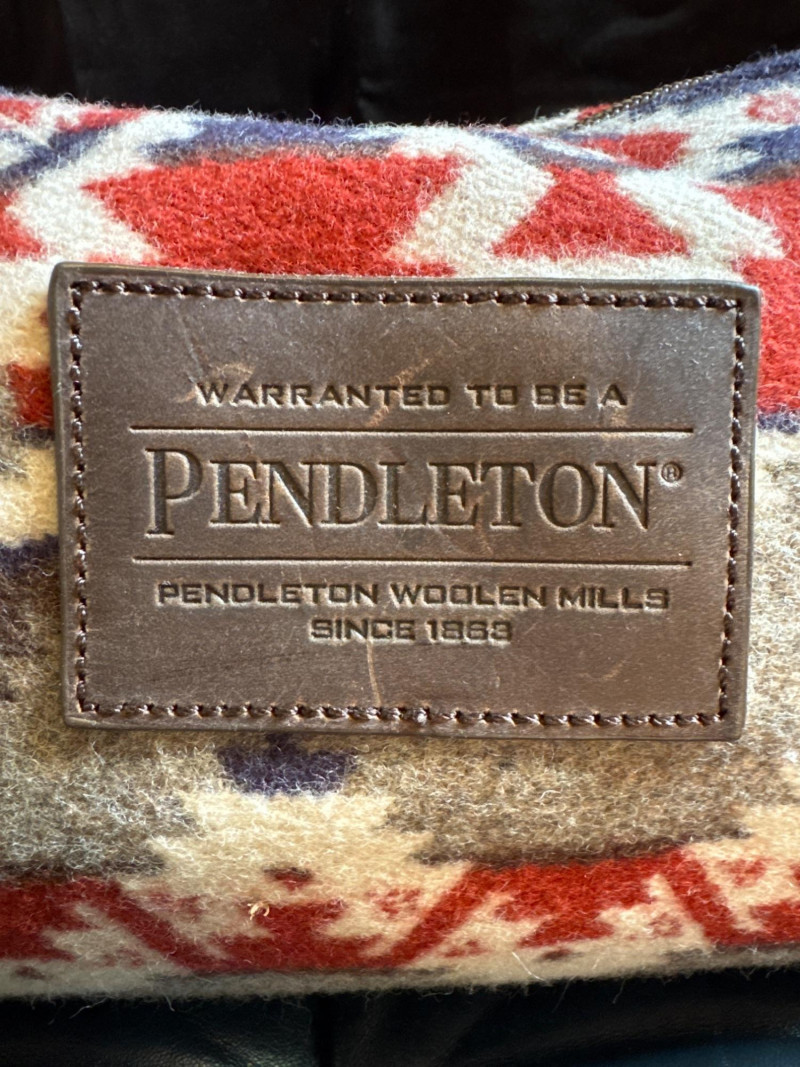 WARRANTED TO BE A
PENDLETON®
PENDLETON WOOLEN MILLS
SINCE 1863